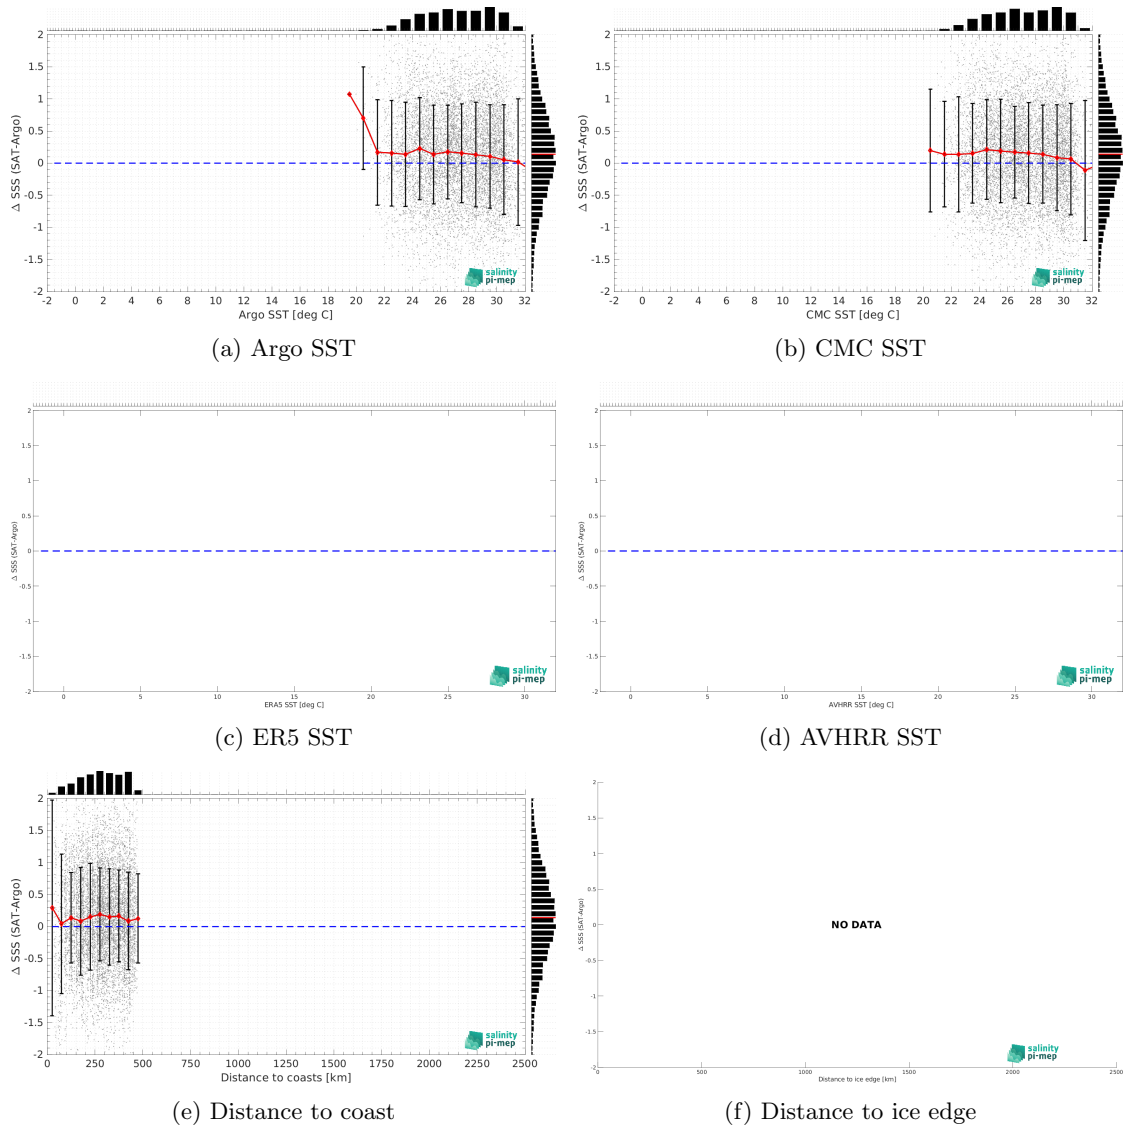 2
1.5
1
0.5
0
-0.5
-1
-1.5
-2
Δ SSS (SAT-Argo)
-2 0 2 4 6 8 10 12 14 16 18 20 22 24 26 28 30 32
Argo SST [deg C]
salinity
pi-mep
(a) Argo SST
2
1.5
1
0.5
0
-0.5
-1
-1.5
-2
Δ SSS (SAT-Argo)
-2 0 2 4 6 8 10 12 14 16 18 20 22 24 26 28 30 32
CMC SST [deg C]
salinity
pi-mep
(b) CMC SST
2
1.5
1
0.5
0
-0.5
-1
-1.5
-2
Δ SSS (SAT-Argo)
0 5 10 15 20 25 30
ERA5 SST [deg C]
salinity
pi-mep
(c) ER5 SST
2
1.5
1
0.5
0
-0.5
-1
-1.5
-2
Δ SSS (SAT-Argo)
0 5 10 15 20 25 30
AVHRR SST [deg C]
salinity
pi-mep
(d) AVHRR SST
2
1.5
1
0.5
0
-0.5
-1
-1.5
-2
Δ SSS (SAT-Argo)
0 250 500 750 1000 1250 1500 1750 2000 2250 2500
Distance to coasts [km]
salinity
pi-mep
(e) Distance to coast
2
1.5
1
0.5
0
-0.5
-1
-1.5
-2
Δ SSS (SAT-Argo)
NO DATA
0 500 1000 1500 2000 2500
Distance to ice edge [km]
salinity
pi-mep
(f) Distance to ice edge